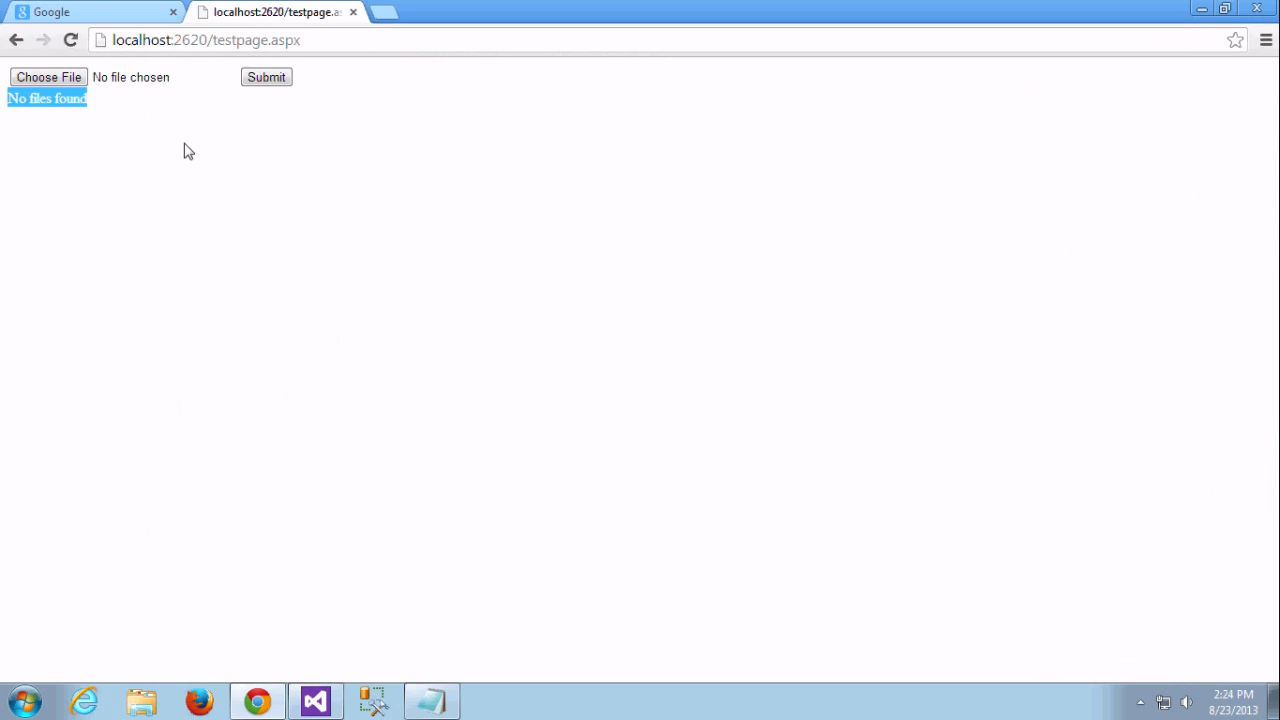 Google
localhost:2620/testpage.a
localhost:2620/testpage.aspx
Choose File No file chosen Submit
No files found
2:24 PM
8/23/2013